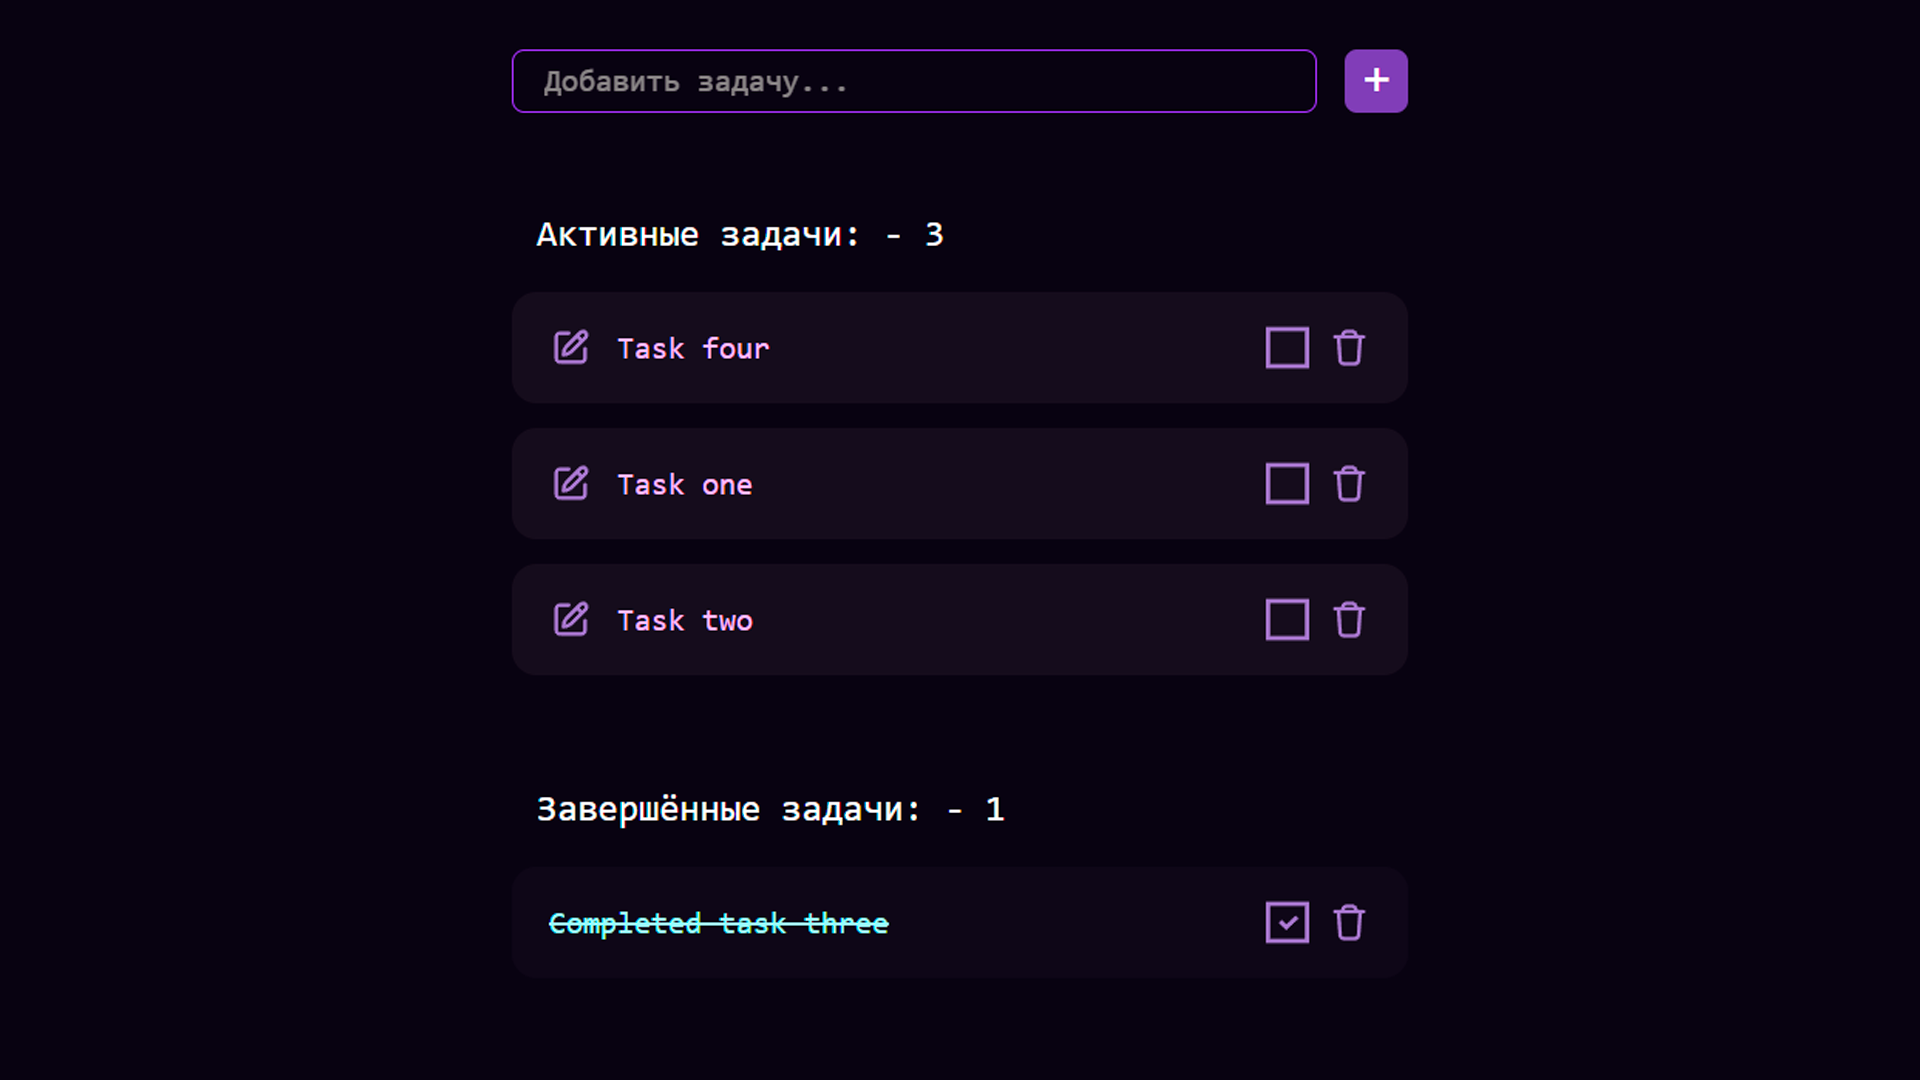 Добавить задачу...
+
Активные задачи: - 3
Task four
Task one
Task two
Завершённые задачи: - 1
Completed task three